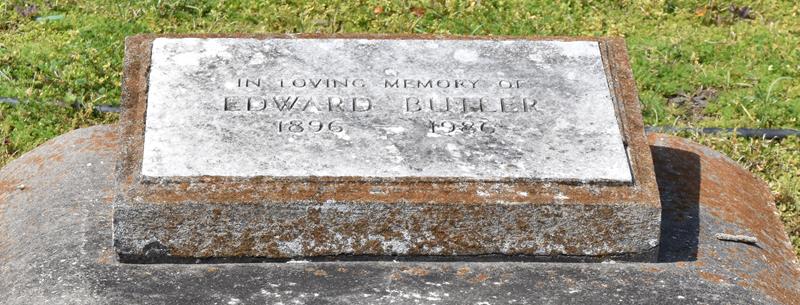 IN LOVING MEMORY OF
EDWARD BUTLER
1896 1986